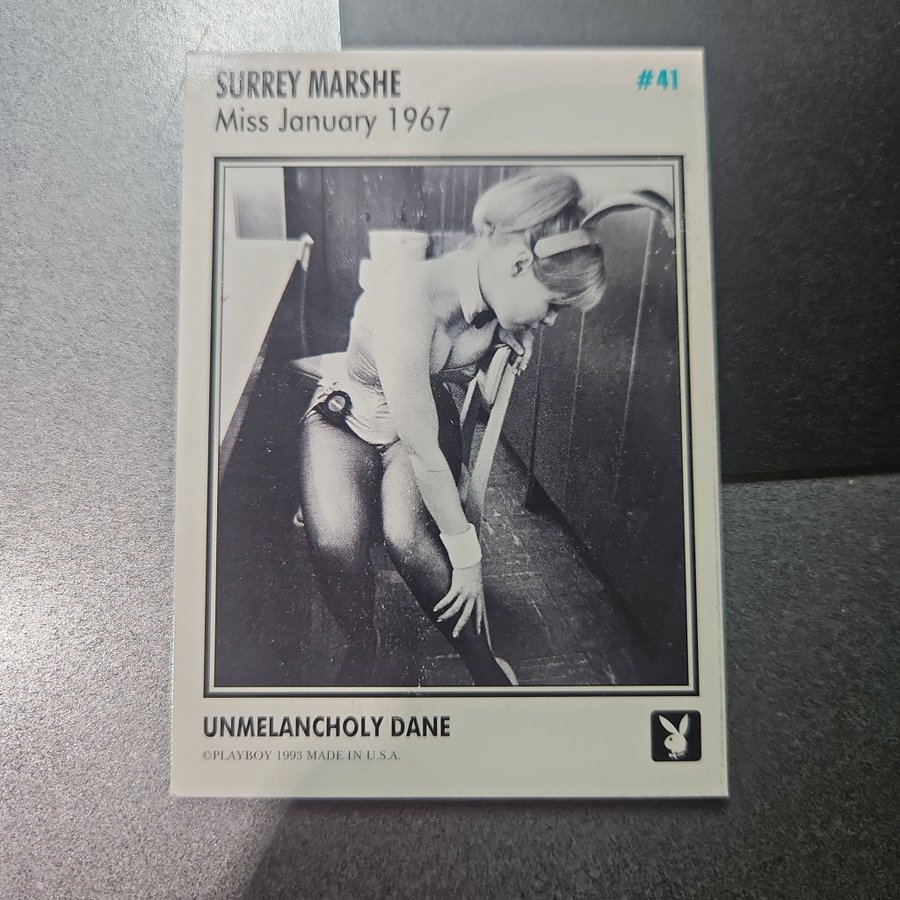 SURREY MARSHE
#41
Miss January 1967
UNMELANCHOLY DANE
©PLAYBOY 1993 MADE IN U.S.A.